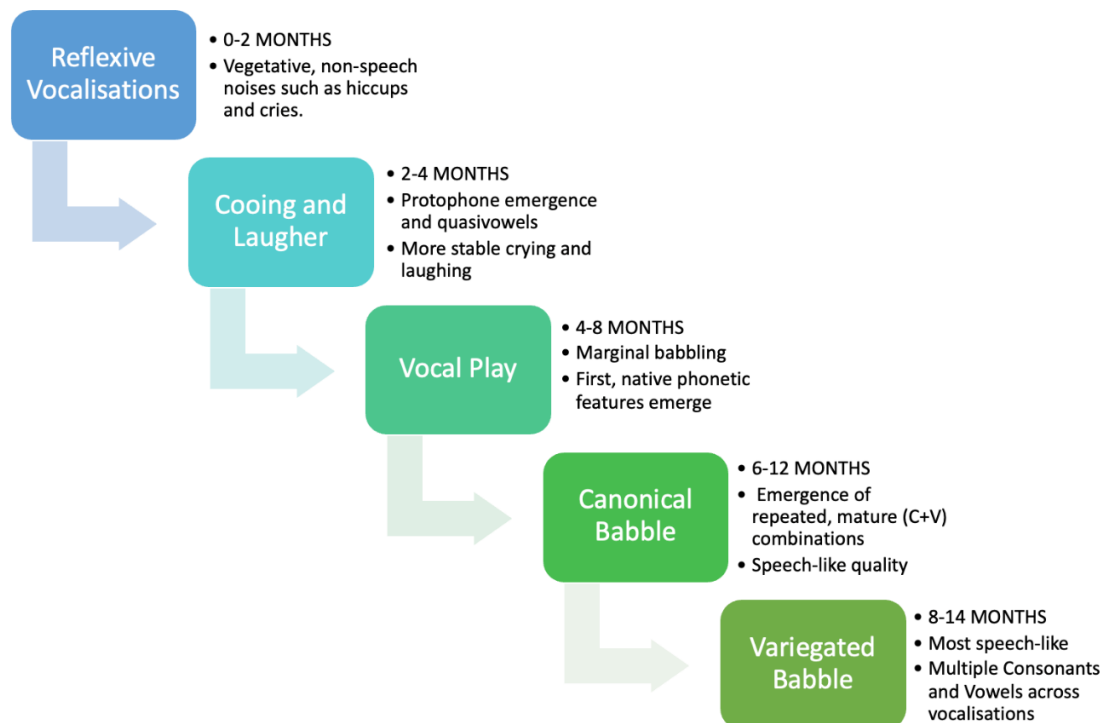 Reflexive
Vocalisations
• 0-2 MONTHS
• Vegetative, non-speech
noises such as hiccups
and cries.
Cooing and
Laugher
• 2-4 MONTHS
• Protophone emergence
and quasivowels
• More stable crying and
laughing
Vocal Play
• 4-8 MONTHS
• Marginal babbling
• First, native phonetic
features emerge
Canonical
Babble
• 6-12 MONTHS
• Emergence of
repeated, mature (C+V)
combinations
• Speech-like quality
Variegated
Babble
• 8-14 MONTHS
• Most speech-like
• Multiple Consonants
and Vowels across
vocalisations